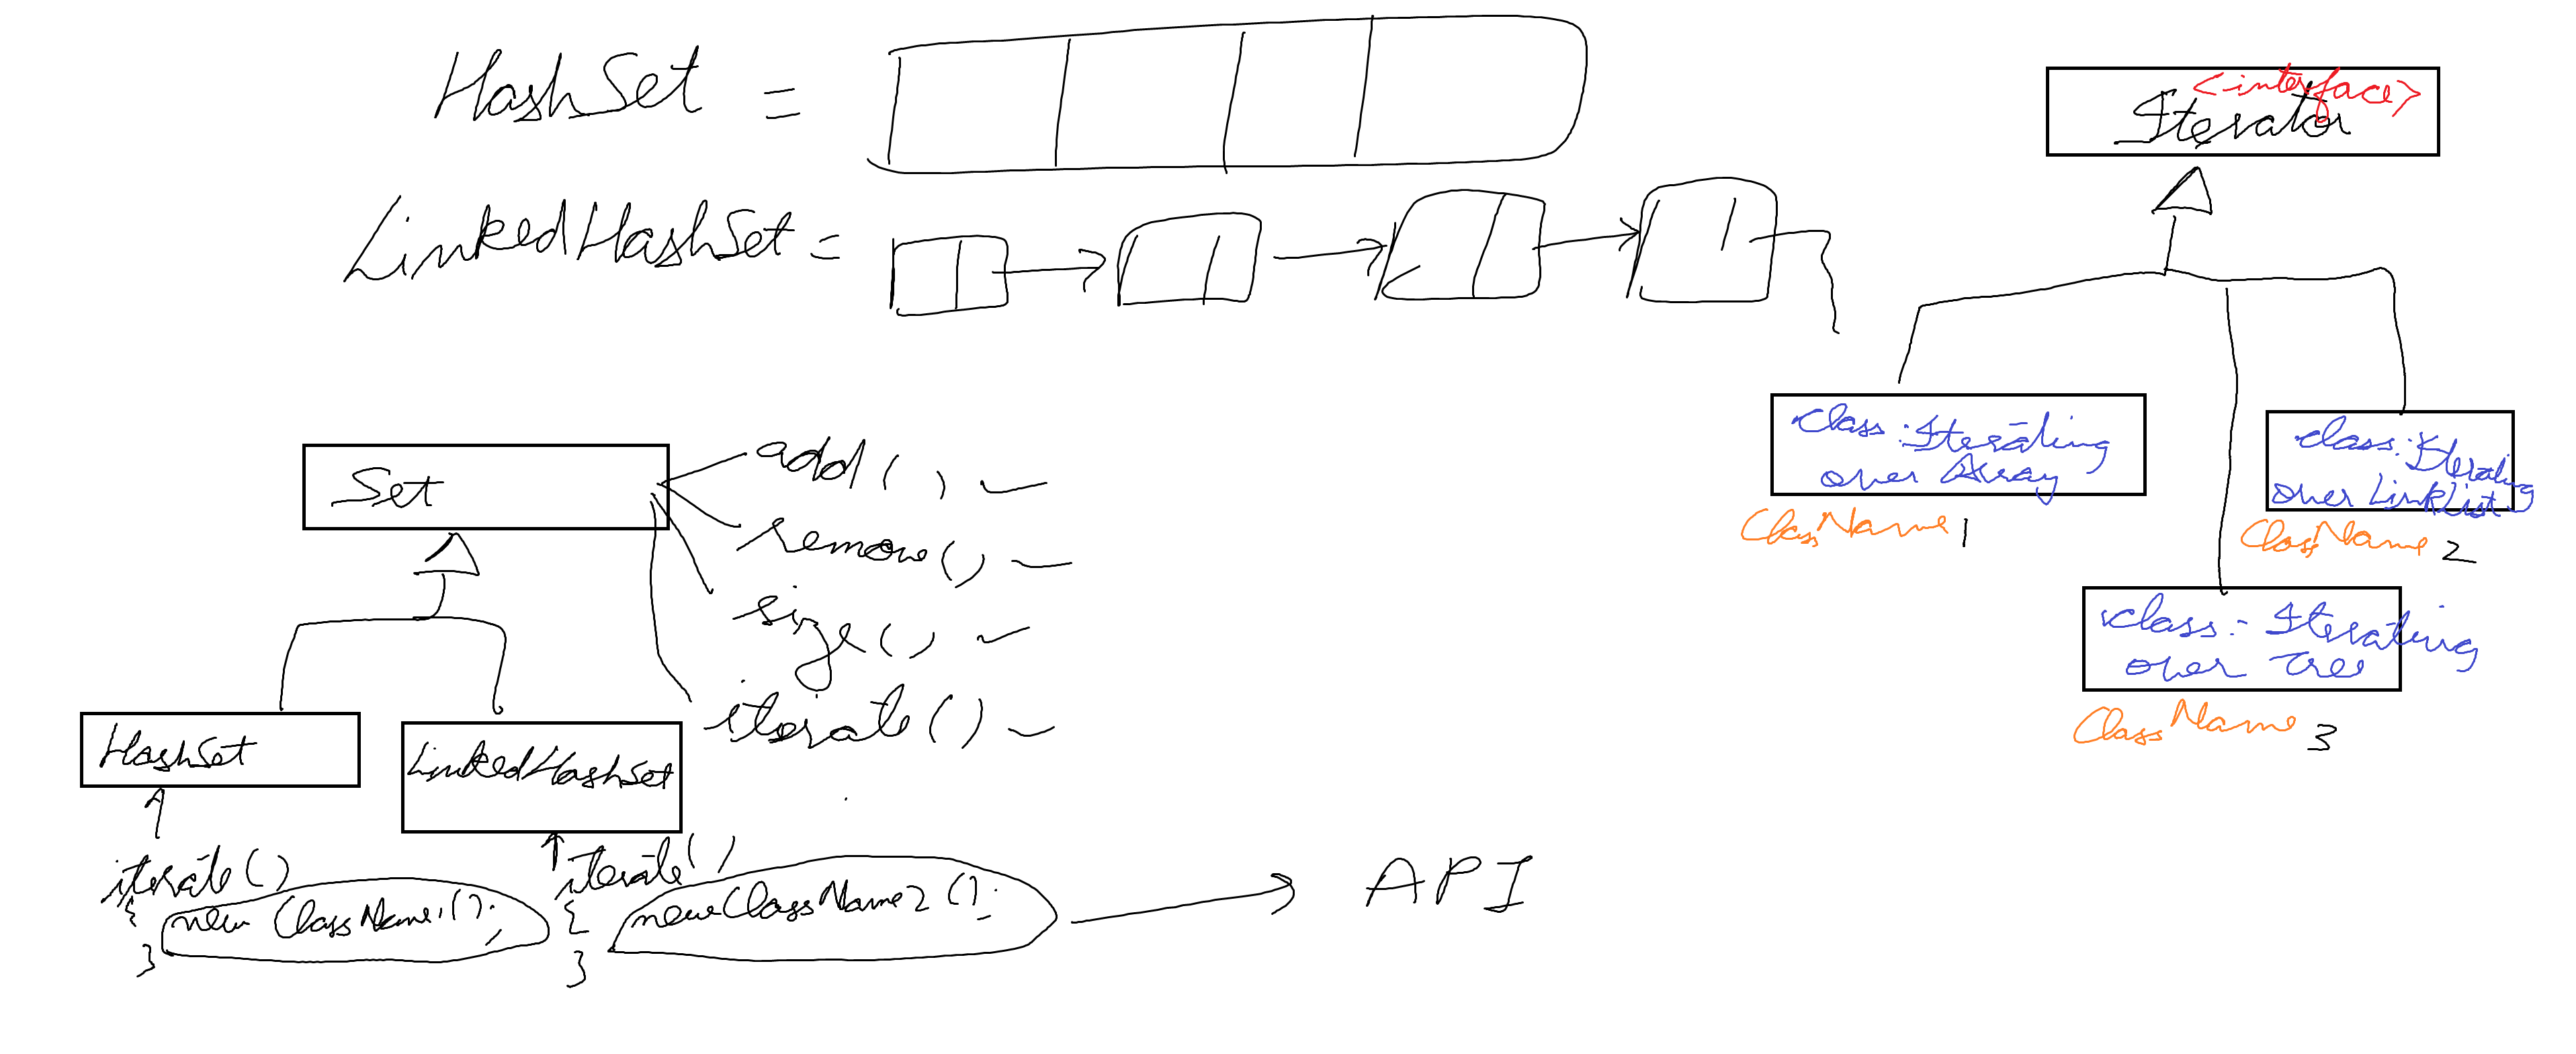 HashSet =
LinkedHashSet =
<interface>
Iterator
class : Iterating
over Array
ClassName 1
class : Iterating
over LinkList
ClassName 2
class :- Iterating
over Tree
ClassName 3
Set
add ( )
remove ( )
size ( )
iterate ( )
HashSet
LinkedHashSet
iterate ( )
{ new ClassName1 ( );
}
iterate ( )
{ new ClassName2 ( );
}
API